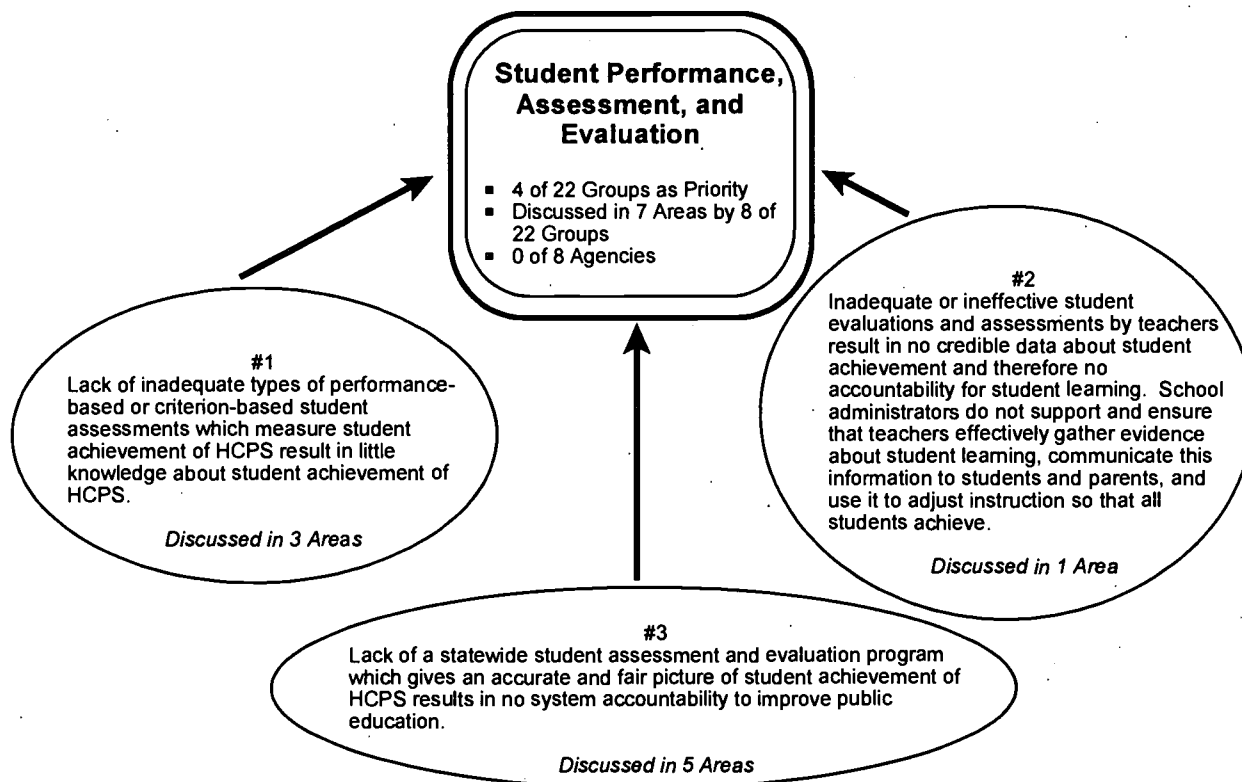 Student Performance,
Assessment, and
Evaluation
▪ 4 of 22 Groups as Priority
▪ Discussed in 7 Areas by 8 of
22 Groups
▪ 0 of 8 Agencies
#1
Lack of inadequate types of performance-
based or criterion-based student
assessments which measure student
achievement of HCPS result in little
knowledge about student achievement of
HCPS.
Discussed in 3 Areas
#2
Inadequate or ineffective student
evaluations and assessments by teachers
result in no credible data about student
achievement and therefore no
accountability for student learning. School
administrators do not support and ensure
that teachers effectively gather evidence
about student learning, communicate this
information to students and parents, and
use it to adjust instruction so that all
students achieve.
Discussed in 1 Area
#3
Lack of a statewide student assessment and evaluation program
which gives an accurate and fair picture of student achievement of
HCPS results in no system accountability to improve public
education.
Discussed in 5 Areas